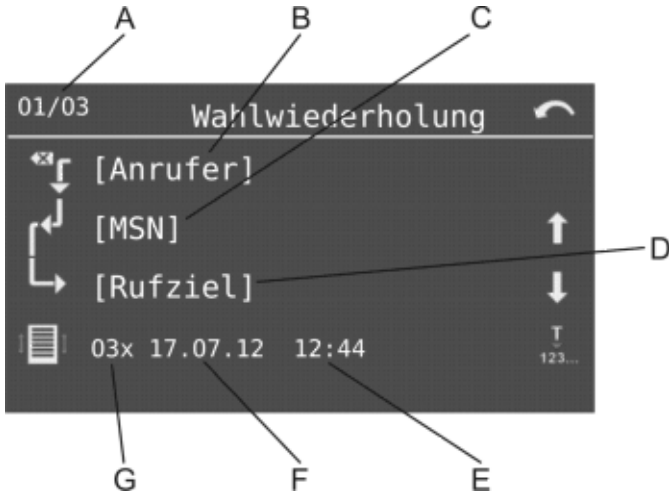 A B C
01/03 Wahlwiederholung
[Anrufer]
[MSN]
D
[Rufziel]
03x 17.07.12 12:44
T
123...
G F E